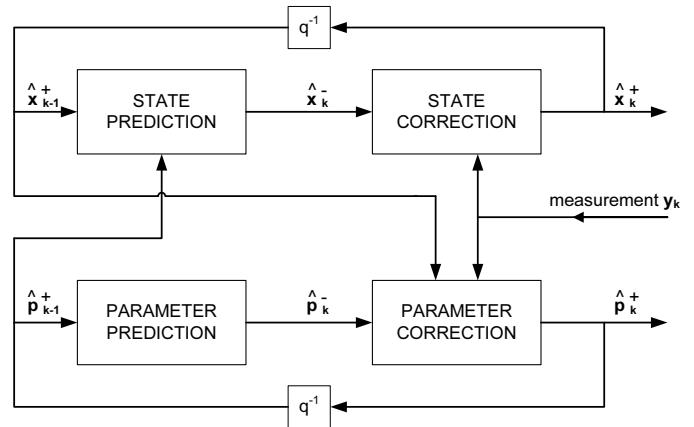 q⁻¹
x̂⁺ₖ₋₁
STATE
PREDICTION
x̂⁻ₖ
STATE
CORRECTION
x̂⁺ₖ
measurement yₖ
p̂⁺ₖ₋₁
PARAMETER
PREDICTION
p̂⁻ₖ
PARAMETER
CORRECTION
p̂⁺ₖ
q⁻¹